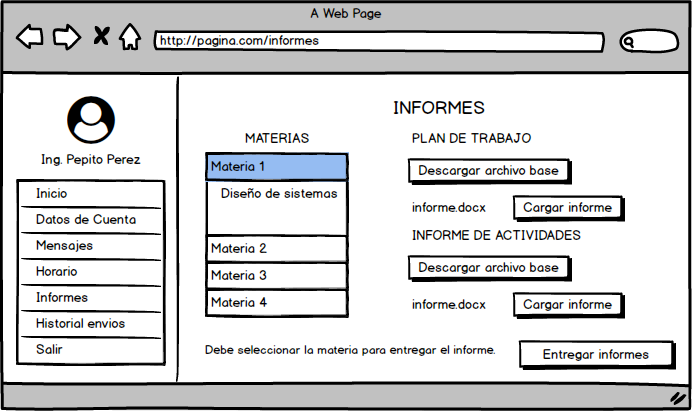 A Web Page
http://pagina.com/informes
Ing. Pepito Perez
Inicio
Datos de Cuenta
Mensajes
Horario
Informes
Historial envios
Salir
INFORMES
MATERIAS
Materia 1
Diseño de sistemas
Materia 2
Materia 3
Materia 4
PLAN DE TRABAJO
Descargar archivo base
informe.docx
Cargar informe
INFORME DE ACTIVIDADES
Descargar archivo base
informe.docx
Cargar informe
Debe seleccionar la materia para entregar el informe.
Entregar informes